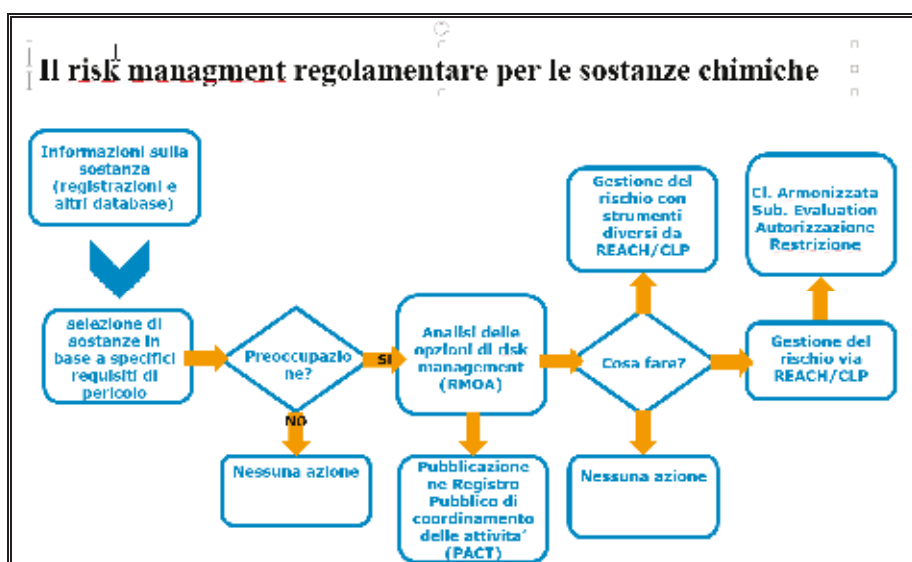 Il risk managment regolamentare per le sostanze chimiche
Informazioni sulla
sostanza
(registrazioni e
altri database)
selezione di
sostanze in
base a specifici
requisiti di
pericolo
Preoccupazio
ne?
SI
NO
Nessuna azione
Analisi delle
opzioni di risk
management
(RMOA)
Pubblicazione
ne Registro
Pubblico di
coordinamento
delle attivita’
(PACT)
Gestione del
rischio con
strumenti
diversi da
REACH/CLP
Cosa fare?
Nessuna azione
Cl. Armonizzata
Sub. Evaluation
Autorizzazione
Restrizione
Gestione del
rischio via
REACH/CLP